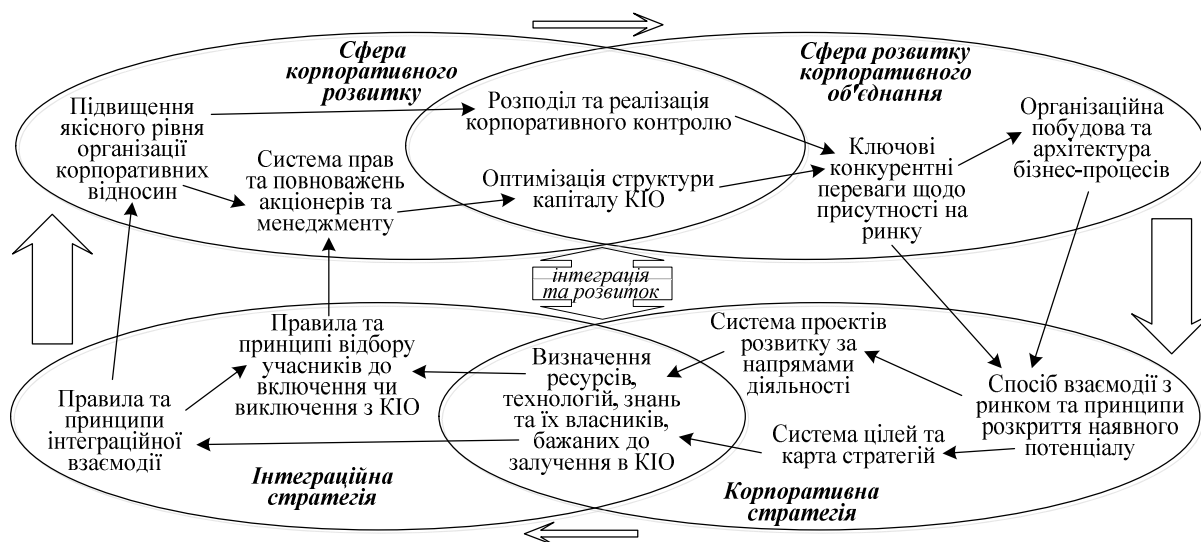 Сфера
корпоративного
розвитку
Сфера розвитку
корпоративного
об'єднання
Підвищення
якісного рівня
організації
корпоративних
відносин
Розподіл та реалізація
корпоративного контролю
Організаційна
побудова та
архітектура
бізнес-процесів
Система прав
та повноважень
акціонерів та
менеджменту
Оптимізація структури
капіталу КІО
Ключові
конкурентні
переваги щодо
присутності на
ринку
інтеграція
та розвиток
Правила та
принципі відбору
учасників до
включення чи
виключення з КІО
Система проектів
розвитку за
напрямами
діяльності
Визначення
ресурсів,
технологій, знань
та їх власників,
бажаних до
залучення в КІО
Правила та
принципи
інтеграційної
взаємодії
Спосіб взаємодії з
ринком та принципи
розкриття наявного
потенціалу
Система цілей та
карта стратегій
Інтеграційна
стратегія
Корпоративна
стратегія